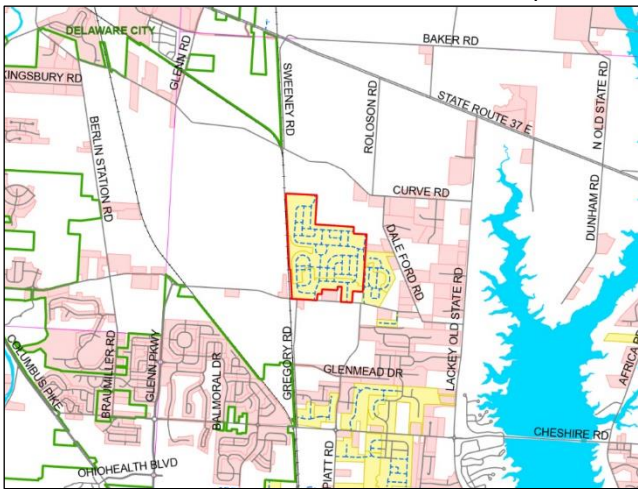 DELAWARE CITY
BAKER RD
GLENN RD
KINGSBURY RD
SWEENEY RD
STATE ROUTE 37 E
N OLD STATE RD
ROLOSON RD
BERLIN STATION RD
CURVE RD
DUNHAM RD
DALE FORD RD
LACKEY OLD STATE RD
COLUMBUS PIKE
BRAUMILLER RD
GLENN PKWY
BALMORAL DR
GREGORY RD
GLENMEAD DR
AFRICA R
CHESHIRE RD
OHIOHEALTH BLVD
PIATT RD